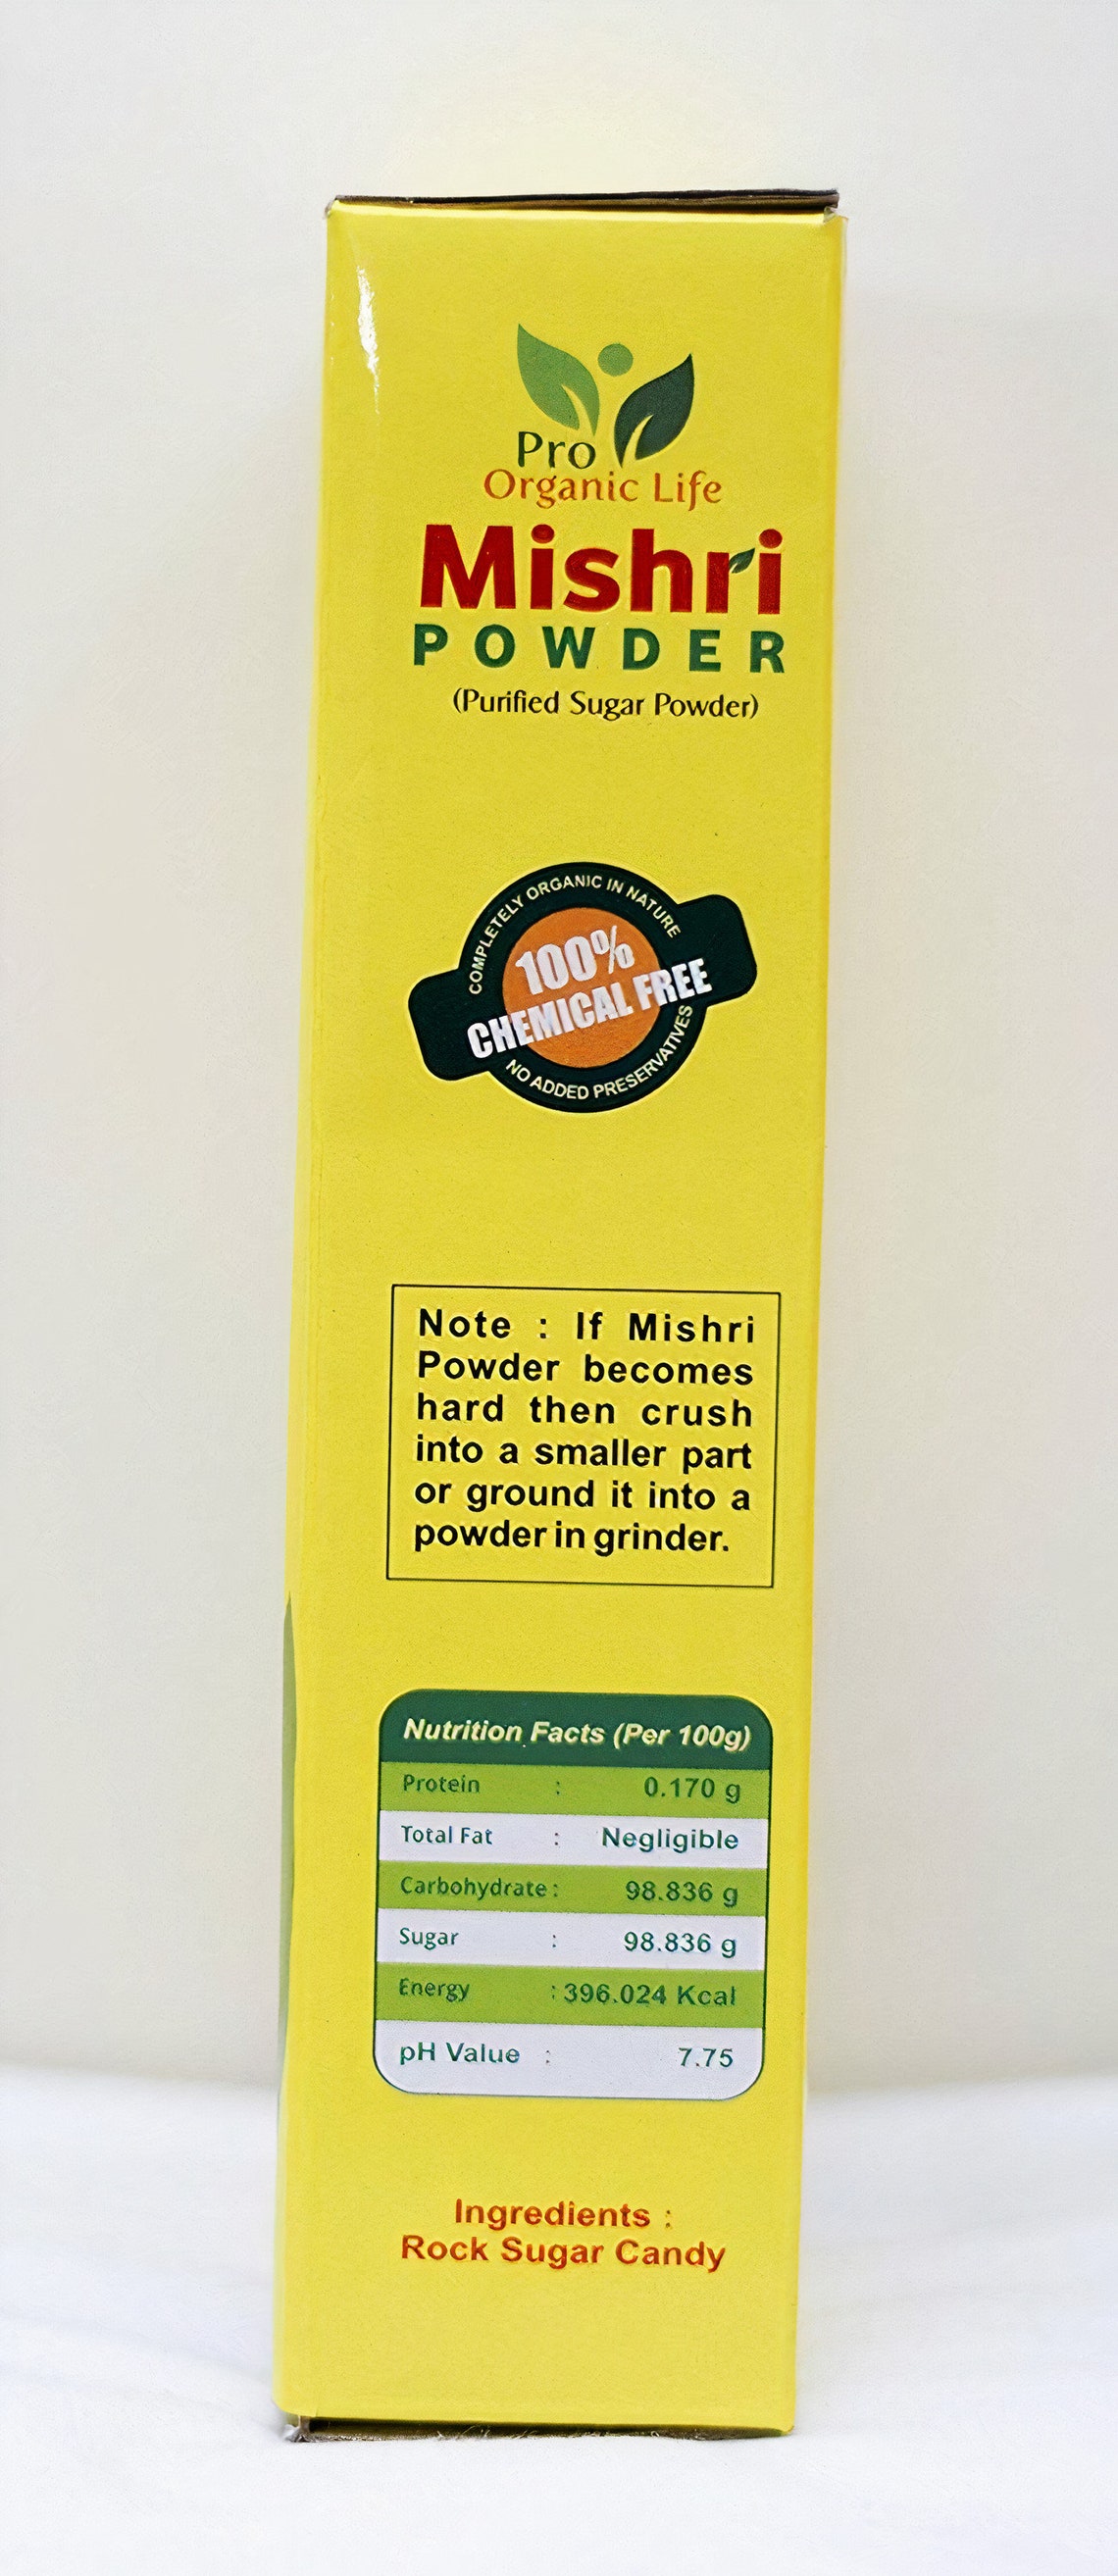 Pro
Organic Life
Mishri
POWDER
(Purified Sugar Powder)
COMPLETELY ORGANIC IN NATURE
100%
CHEMICAL FREE
NO ADDED PRESERVATIVES
Note : If Mishri
Powder becomes
hard then crush
into a smaller part
or ground it into a
powder in grinder.
Nutrition Facts (Per 100g)
Protein : 0.170 g
Total Fat : Negligible
Carbohydrate : 98.836 g
Sugar : 98.836 g
Energy : 396.024 Kcal
pH Value : 7.75
Ingredients :
Rock Sugar Candy